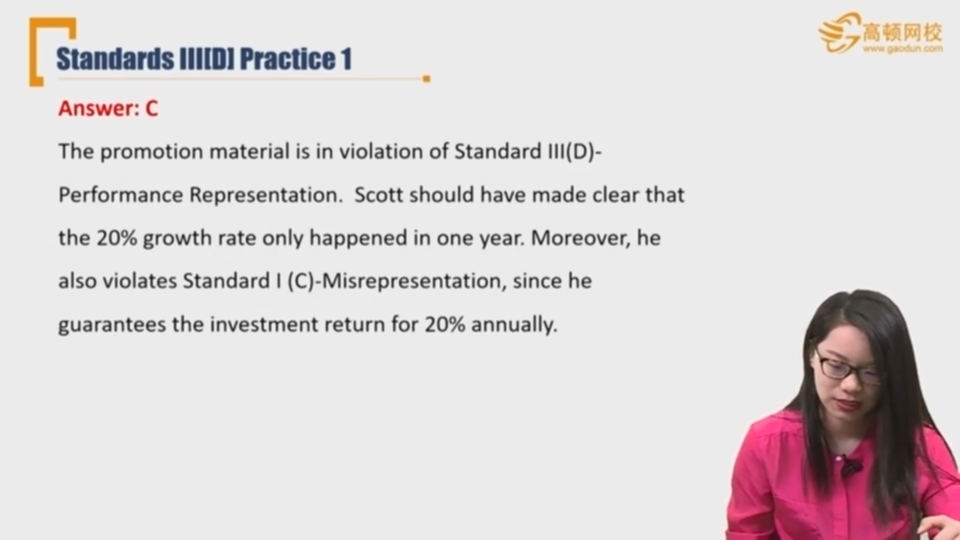 Standards III[D] Practice 1
高顿网校
www.gaodun.com
Answer: C
The promotion material is in violation of Standard III(D)-
Performance Representation.  Scott should have made clear that
the 20% growth rate only happened in one year. Moreover, he
also violates Standard I (C)-Misrepresentation, since he
guarantees the investment return for 20% annually.